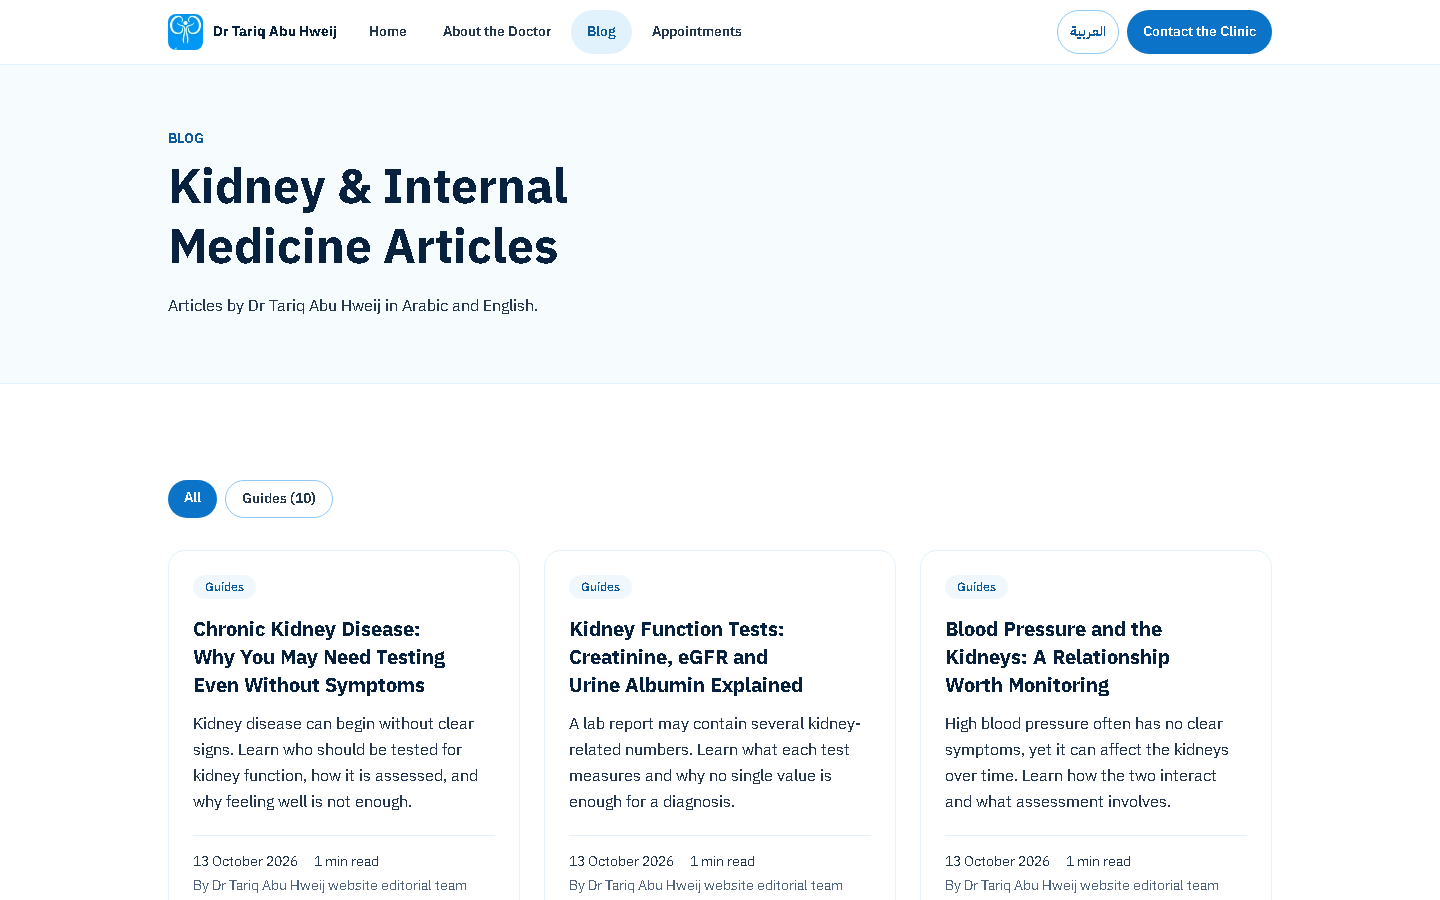 Dr Tariq Abu Hweij
Home
About the Doctor
Blog
Appointments
العربية
Contact the Clinic
BLOG
Kidney & Internal
Medicine Articles
Articles by Dr Tariq Abu Hweij in Arabic and English.
All
Guides (10)
Guides
Chronic Kidney Disease:
Why You May Need Testing
Even Without Symptoms
Kidney disease can begin without clear
signs. Learn who should be tested for
kidney function, how it is assessed, and
why feeling well is not enough.
13 October 2026 1 min read
By Dr Tariq Abu Hweij website editorial team
Guides
Kidney Function Tests:
Creatinine, eGFR and
Urine Albumin Explained
A lab report may contain several kidney-
related numbers. Learn what each test
measures and why no single value is
enough for a diagnosis.
13 October 2026 1 min read
By Dr Tariq Abu Hweij website editorial team
Guides
Blood Pressure and the
Kidneys: A Relationship
Worth Monitoring
High blood pressure often has no clear
symptoms, yet it can affect the kidneys
over time. Learn how the two interact
and what assessment involves.
13 October 2026 1 min read
By Dr Tariq Abu Hweij website editorial team